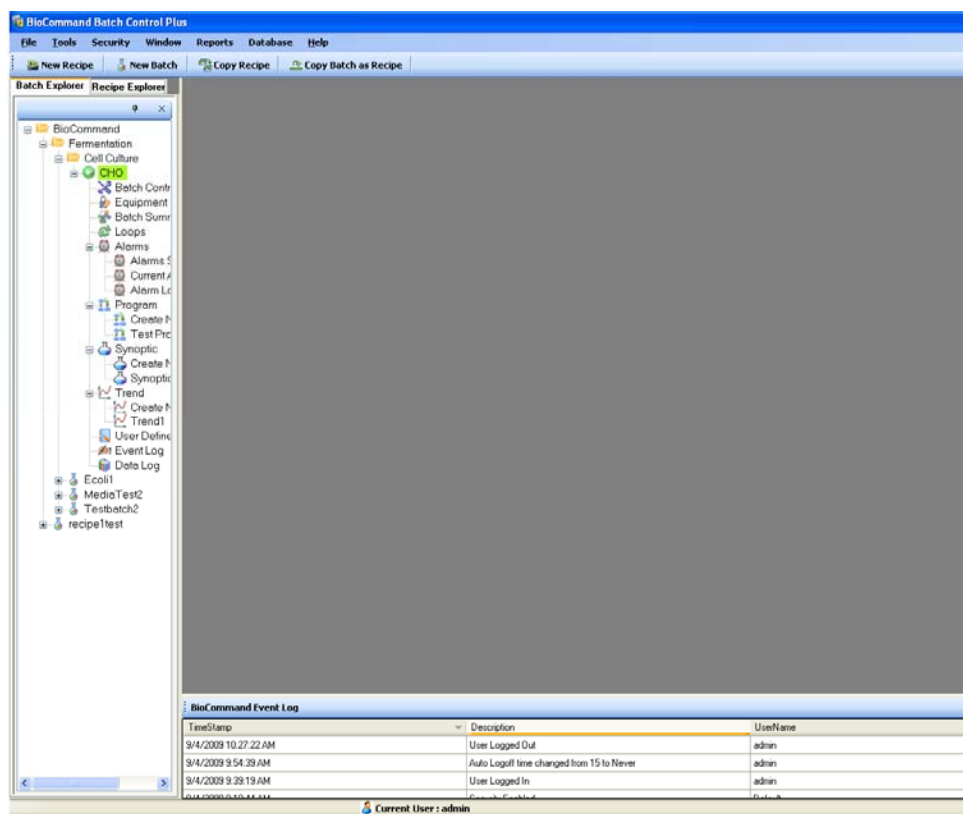 BioCommand Batch Control Plus
File Tools Security Window Reports Database Help
New Recipe New Batch Copy Recipe Copy Batch as Recipe
Batch Explorer Recipe Explorer
BioCommand
Fermentation
Cell Culture
CHO
Batch Contr
Equipment
Batch Summ
Loops
Alarms
Alarms S
Current A
Alarm Lo
Program
Create N
Test Pro
Synoptic
Create N
Synoptic
Trend
Create N
Trend1
User Define
Event Log
Data Log
Ecoli1
MediaTest2
Testbatch2
recipe1test
BioCommand Event Log
TimeStamp Description UserName
9/4/2009 10:27:22 AM User Logged Out admin
9/4/2009 9:54:39 AM Auto Logoff time changed from 15 to Never admin
9/4/2009 9:39:19 AM User Logged In admin
Current User : admin